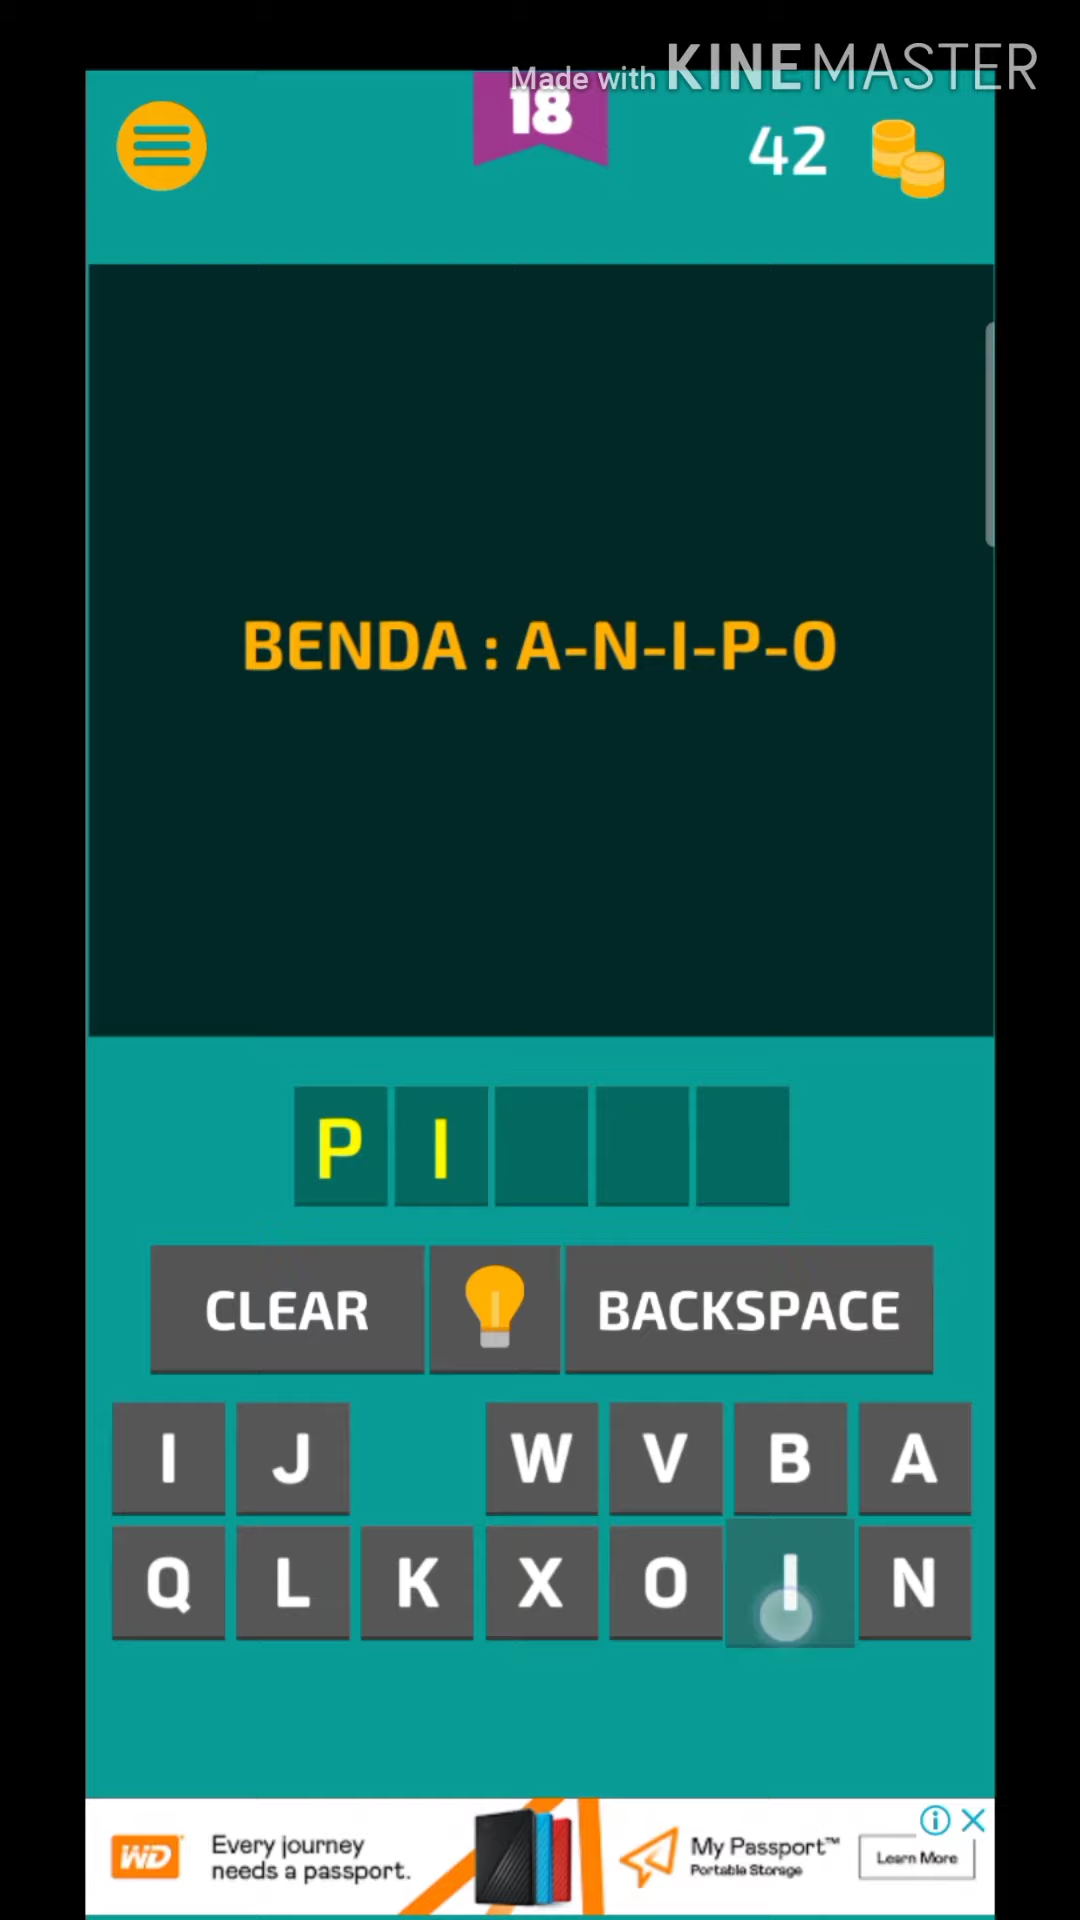 Made with KINEMASTER
18
42
BENDA : A-N-I-P-O
P I
CLEAR
BACKSPACE
I J W V B A
Q L K X O I N
WD
Every journey
needs a passport.
My Passport™
Portable Storage
Learn More